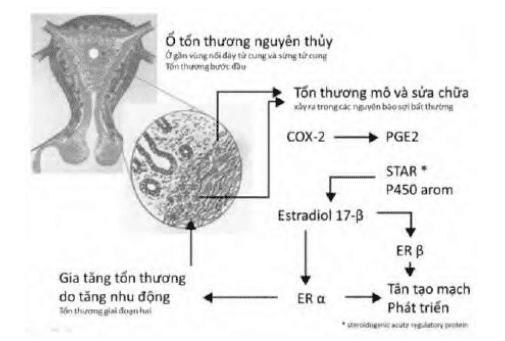 Ổ tổn thương nguyên thủy
Ở gần vùng nối đáy tử cung và sừng tử cung
Tổn thương bước đầu
Tổn thương mô và sửa chữa
xảy ra trong các nguyên bào sợi bất thường
COX-2
PGE2
STAR *
P450 arom
Estradiol 17-β
ER β
Gia tăng tổn thương
do tăng nhu động
Tổn thương giai đoạn hai
ER α
Tân tạo mạch
Phát triển
* steroidogenic acute regulatory protein